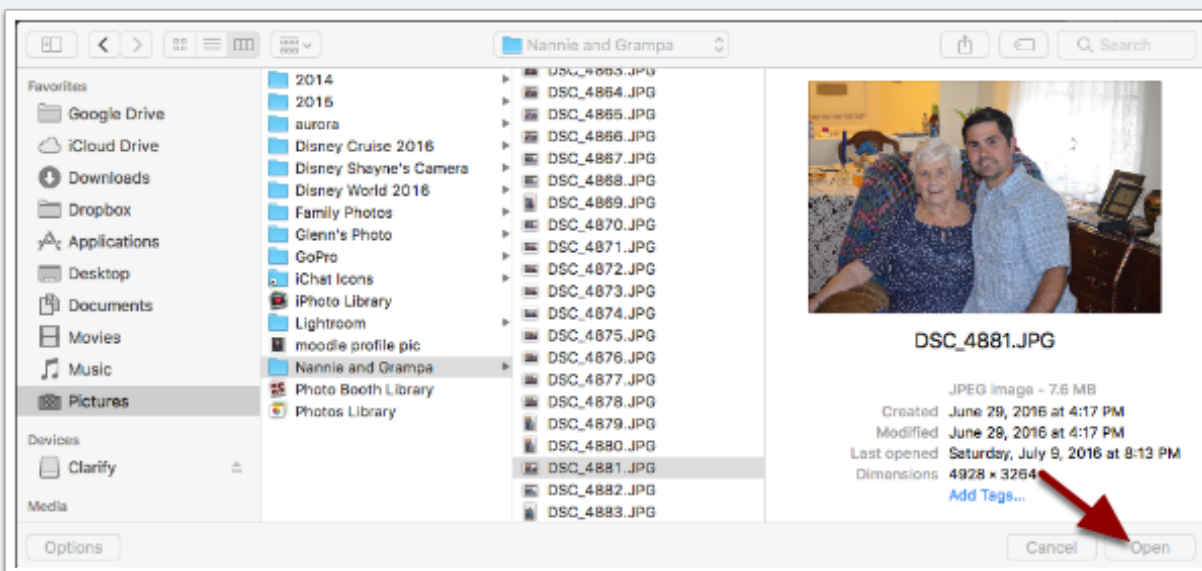 Nannie and Grampa
Search
Favorites
Google Drive
iCloud Drive
Downloads
Dropbox
Applications
Desktop
Documents
Movies
Music
Pictures
Devices
Clarify
Media
2014
2015
aurora
Disney Cruise 2016
Disney Shayne's Camera
Disney World 2016
Family Photos
Glenn's Photo
GoPro
iChat Icons
iPhoto Library
Lightroom
moodle profile pic
Nannie and Grampa
Photo Booth Library
Photos Library
DSC_4863.JPG
DSC_4864.JPG
DSC_4865.JPG
DSC_4866.JPG
DSC_4867.JPG
DSC_4868.JPG
DSC_4869.JPG
DSC_4870.JPG
DSC_4871.JPG
DSC_4872.JPG
DSC_4873.JPG
DSC_4874.JPG
DSC_4875.JPG
DSC_4876.JPG
DSC_4877.JPG
DSC_4878.JPG
DSC_4879.JPG
DSC_4880.JPG
DSC_4881.JPG
DSC_4882.JPG
DSC_4883.JPG
DSC_4881.JPG
JPEG image - 7.6 MB
Created June 29, 2016 at 4:17 PM
Modified June 29, 2016 at 4:17 PM
Last opened Saturday, July 9, 2016 at 8:13 PM
Dimensions 4928 × 3264
Add Tags...
Options
Cancel
Open